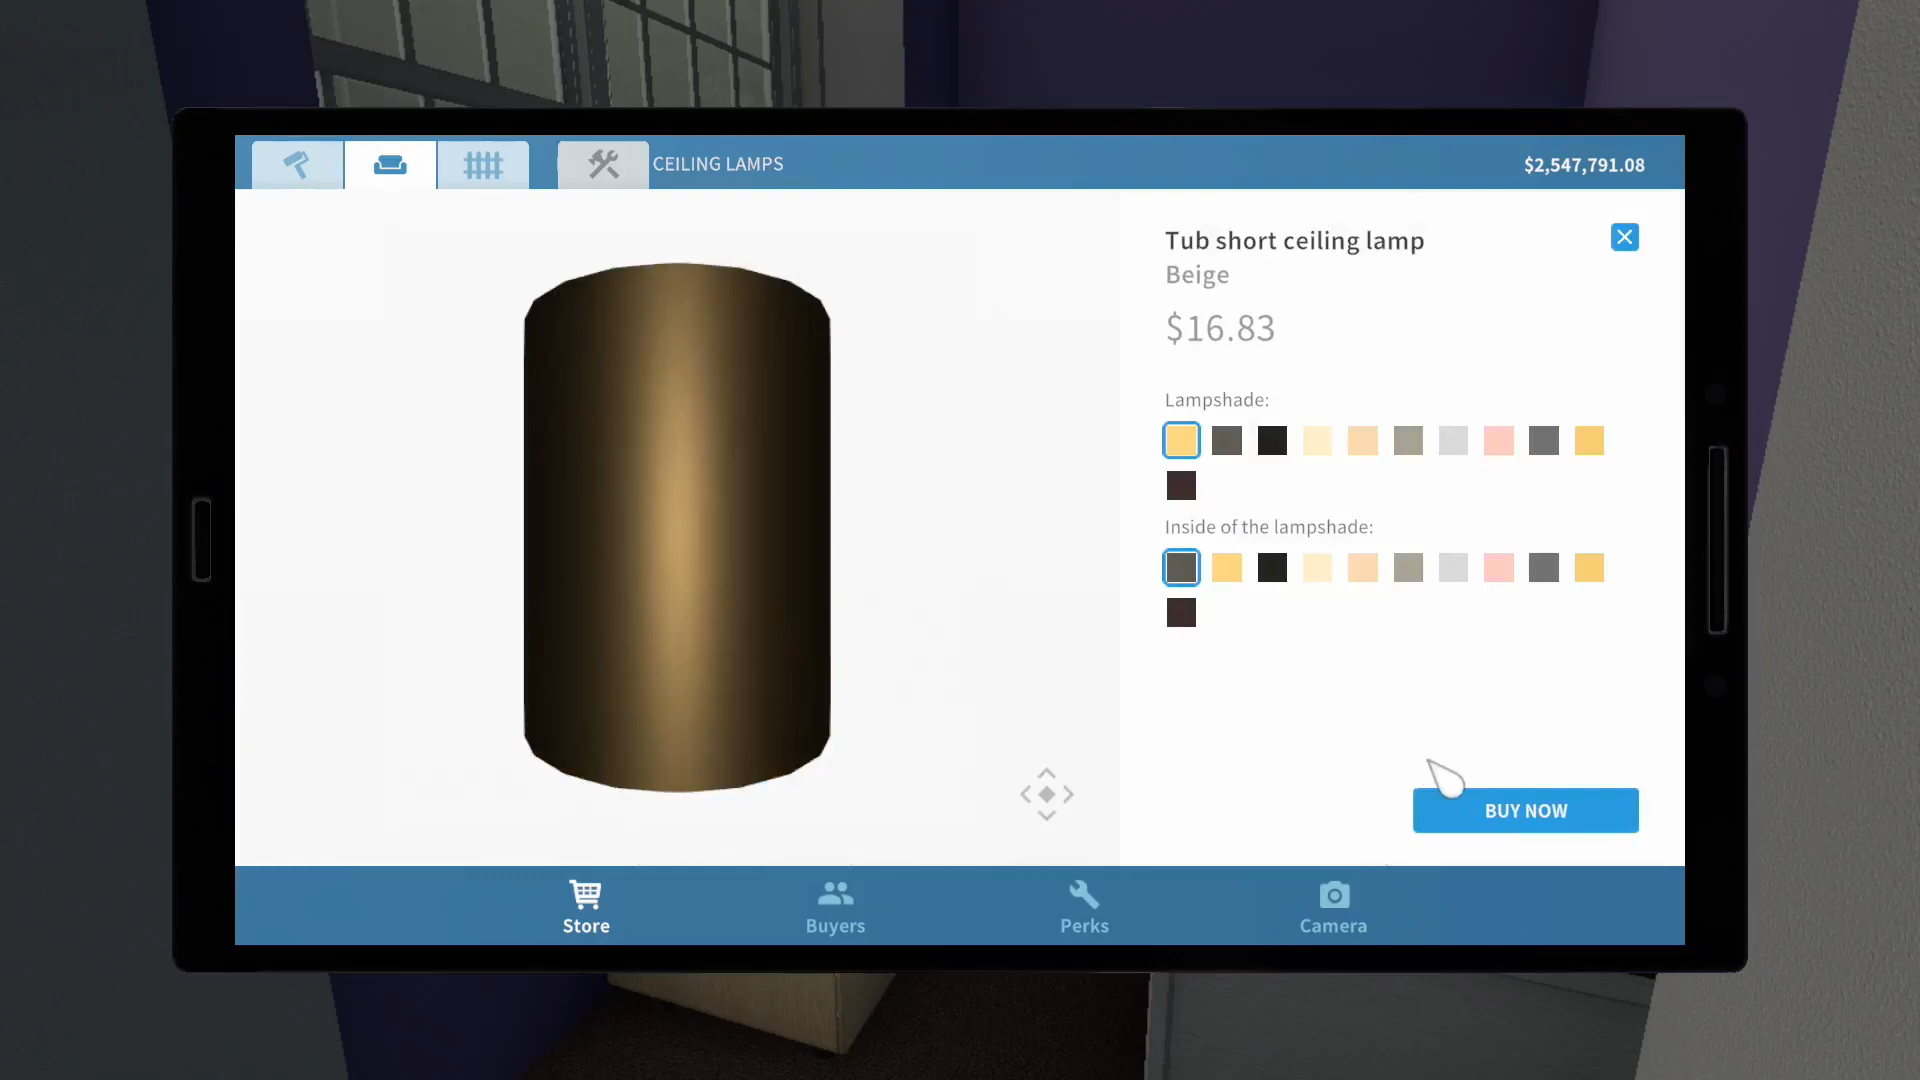 CEILING LAMPS
$2,547,791.08
Tub short ceiling lamp
Beige
$16.83
Lampshade:
Inside of the lampshade:
BUY NOW
Store
Buyers
Perks
Camera